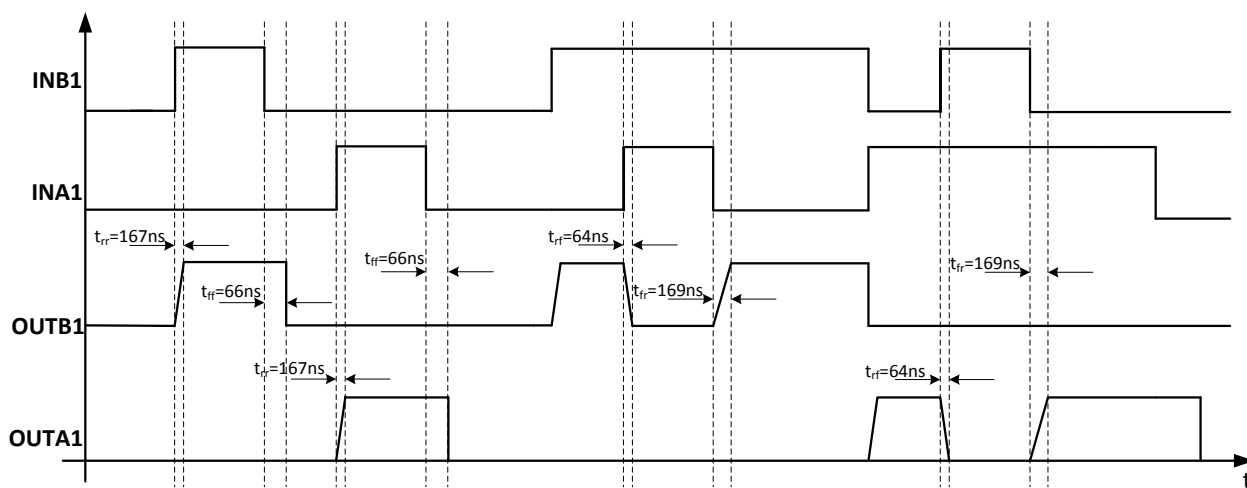 INB1
INA1
t_rr=167ns
t_rf=64ns
t_ff=66ns
t_fr=169ns
t_ff=66ns
t_fr=169ns
OUTB1
t_rr=167ns
t_rf=64ns
OUTA1
t